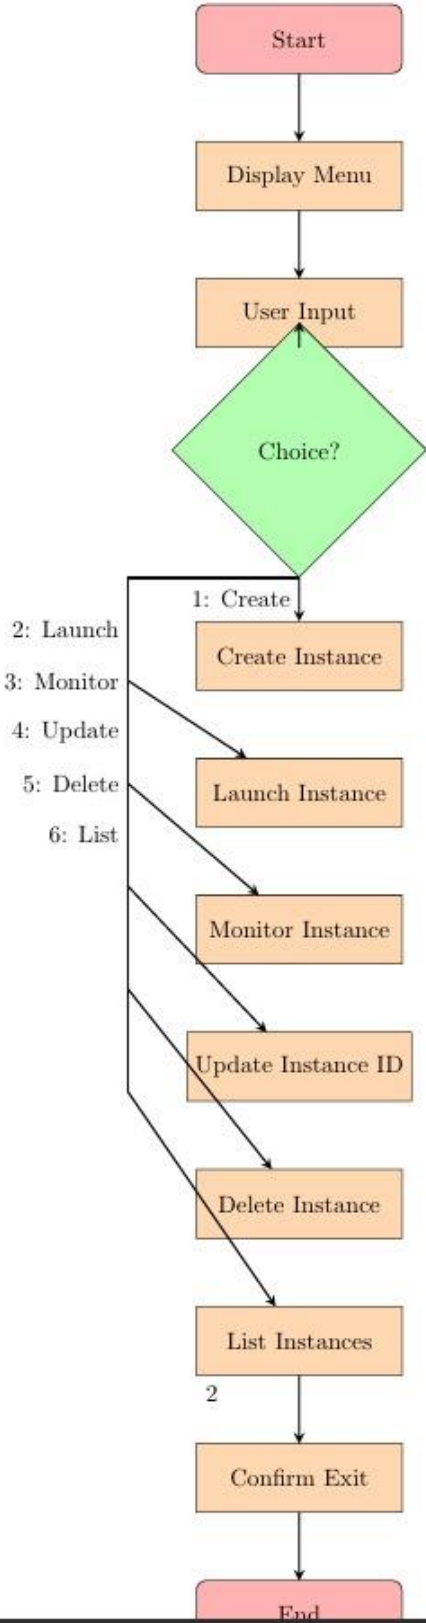 Start
Display Menu
User Input
Choice?
1: Create
2: Launch
Create Instance
3: Monitor
4: Update
5: Delete
Launch Instance
6: List
Monitor Instance
Update Instance ID
Delete Instance
List Instances
2
Confirm Exit
End